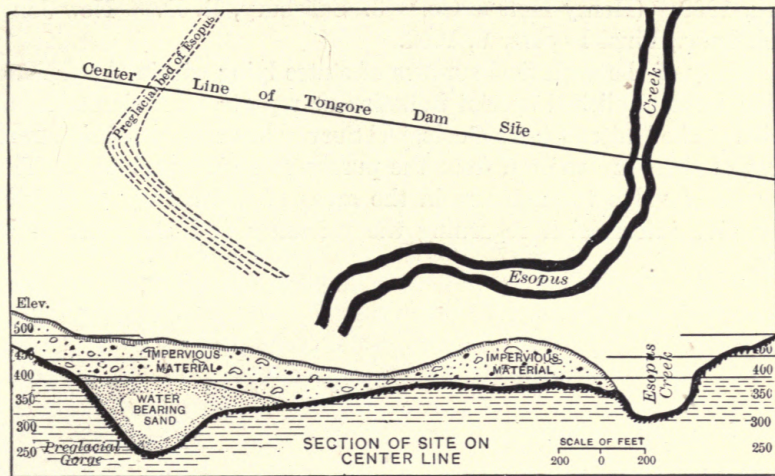 Preglacial bed of Esopus
Center Line of Tongore Dam Site
Creek
Esopus
Elev.
500
450
400
350
300
250
IMPERVIOUS
MATERIAL
WATER
BEARING
SAND
Preglacial
Gorge
IMPERVIOUS
MATERIAL
Esopus
Creek
SECTION OF SITE ON
CENTER LINE
SCALE OF FEET
200 0 200
500
450
400
350
300
250